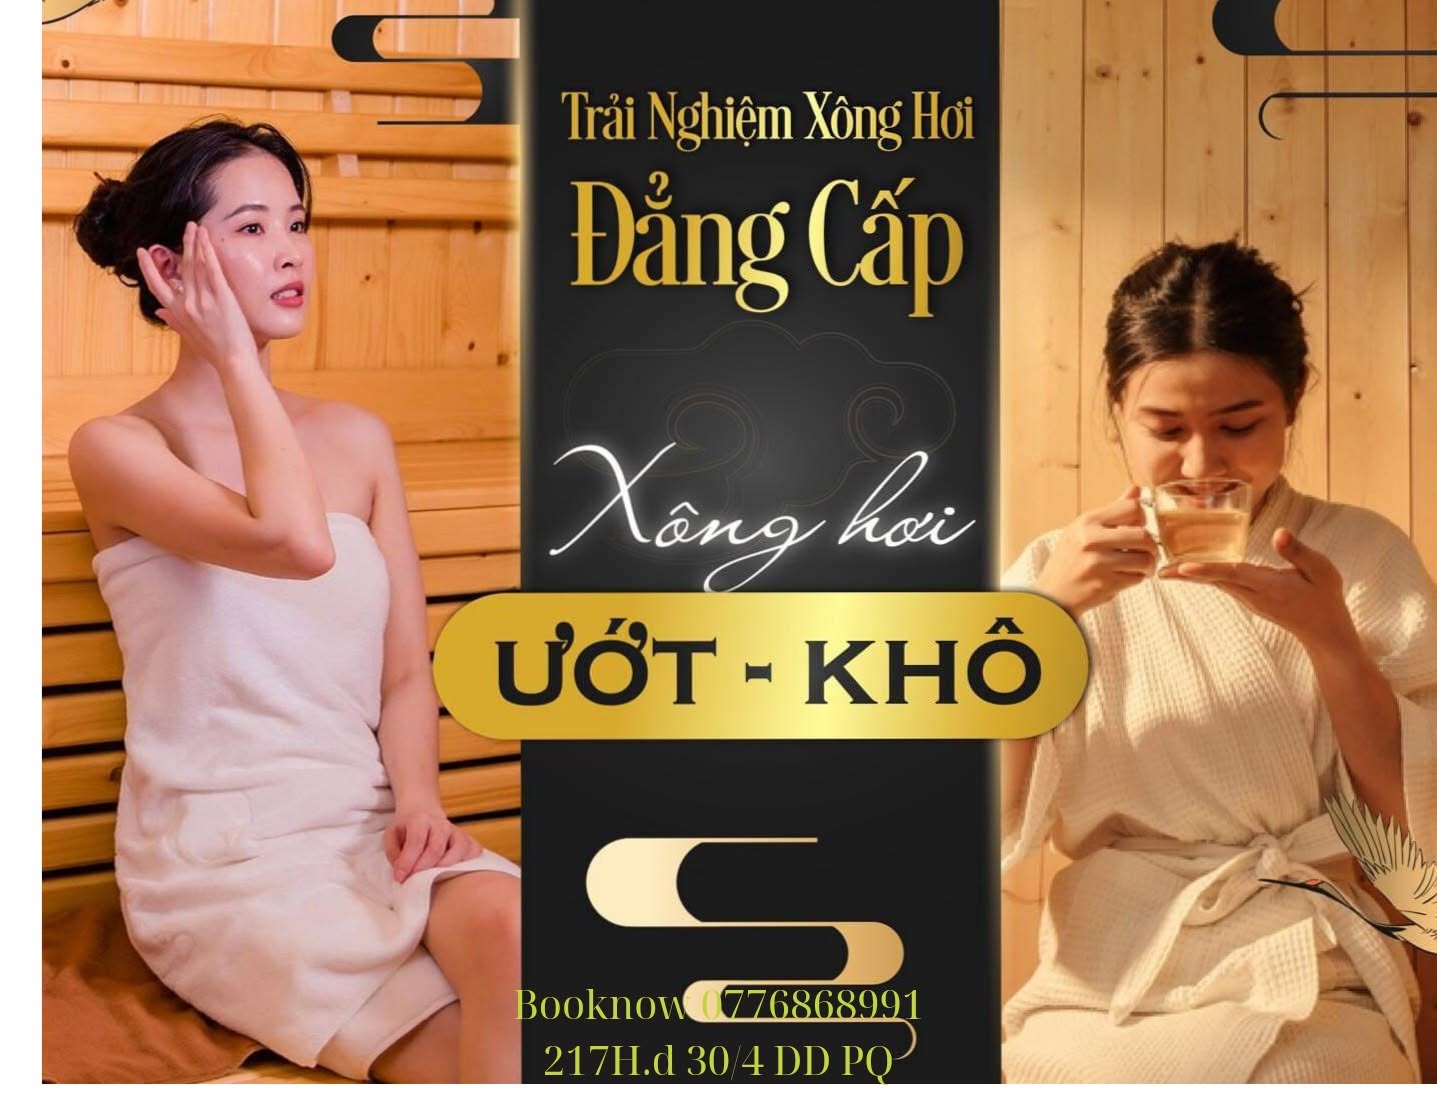 Trải Nghiệm Xông Hơi
Đẳng Cấp
Xông hơi
ƯỚT - KHÔ
Booknow 0776868991
217H.d 30/4 DD PQ